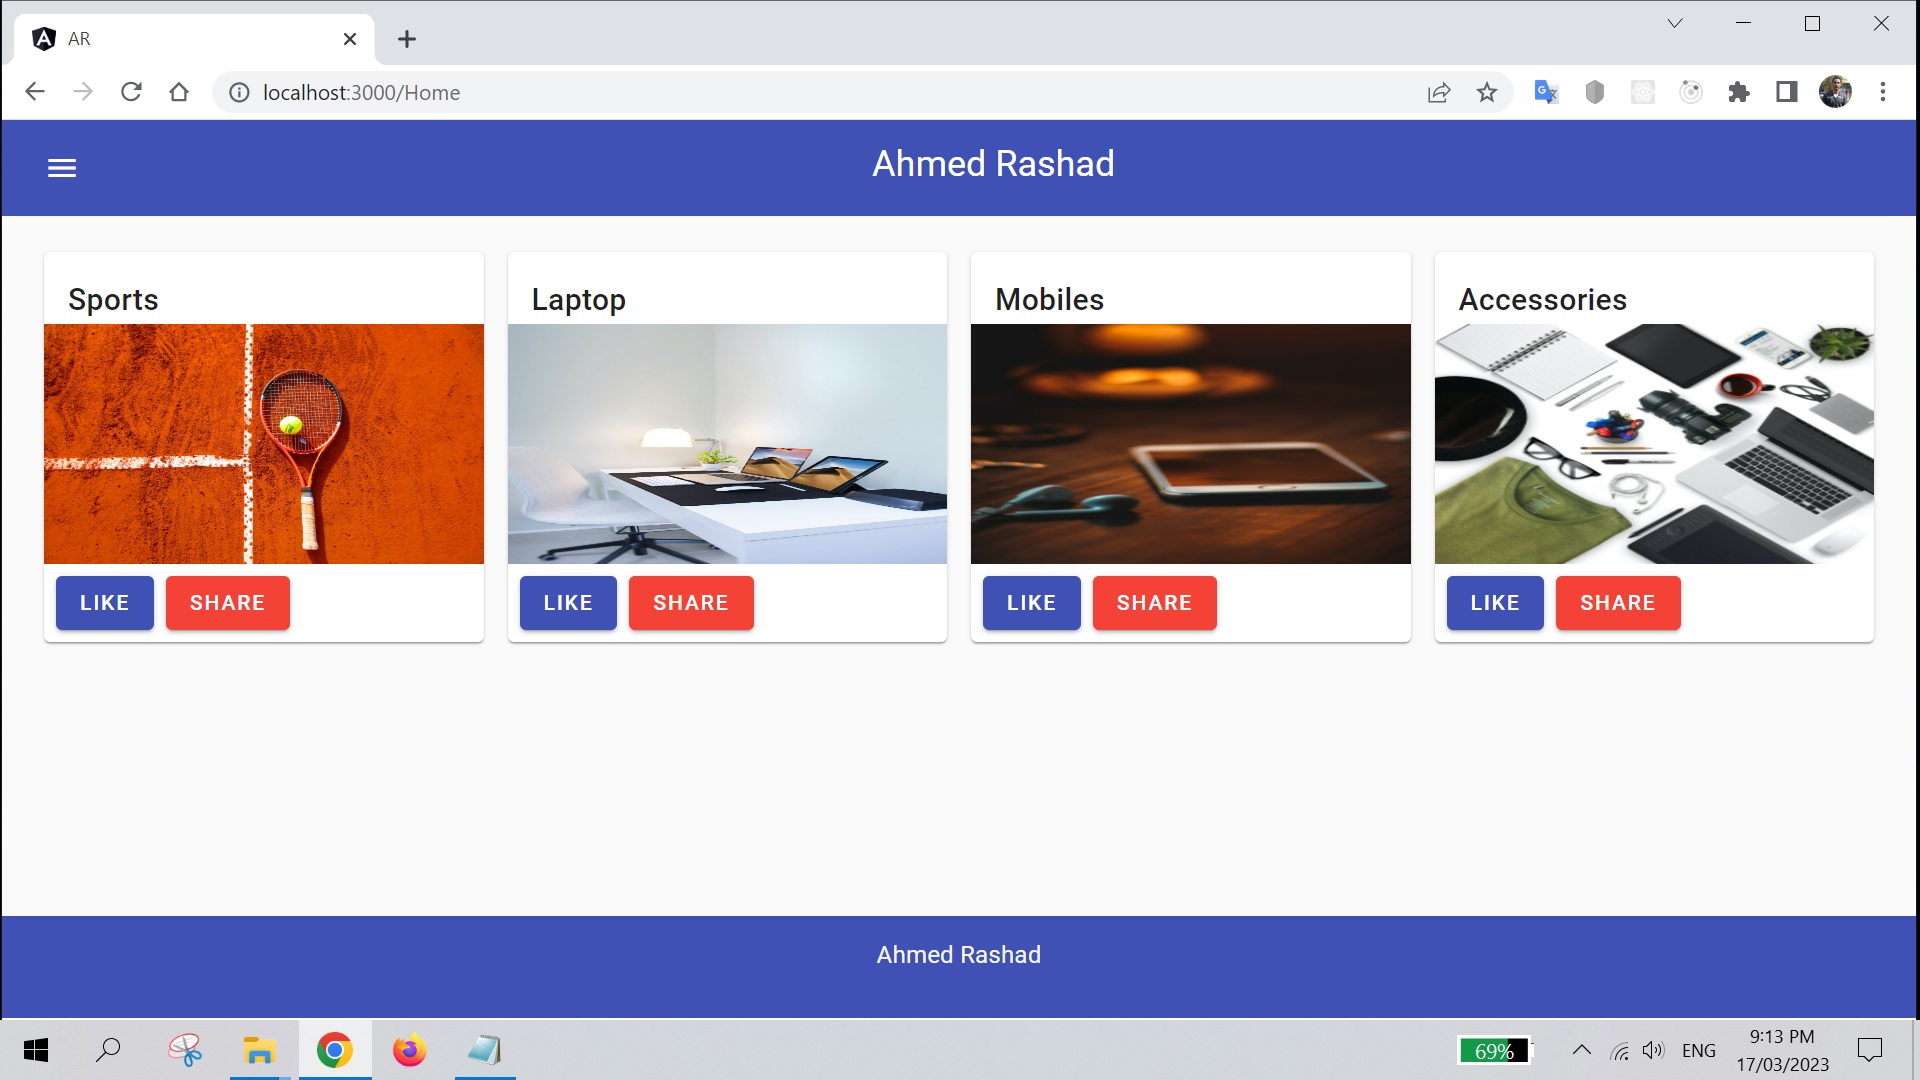 AR
localhost:3000/Home
Ahmed Rashad
Sports
Laptop
Mobiles
Accessories
LIKE SHARE
LIKE SHARE
LIKE SHARE
LIKE SHARE
Ahmed Rashad
69%
ENG
9:13 PM
17/03/2023